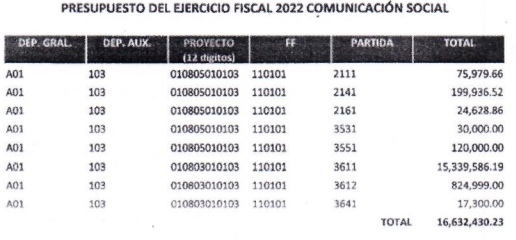 PRESUPUESTO DEL EJERCICIO FISCAL 2022 COMUNICACIÓN SOCIAL
DEP. GRAL. DEP. AUX. PROYECTO (12 dígitos) FF PARTIDA TOTAL
A01 103 010805010103 110101 2111 75,979.66
A01 103 010805010103 110101 2141 199,936.52
A01 103 010805010103 110101 2161 24,628.86
A01 103 010805010103 110101 3531 30,000.00
A01 103 010805010103 110101 3551 120,000.00
A01 103 010803010103 110101 3611 15,339,586.19
A01 103 010803010103 110101 3612 824,999.00
A01 103 010803010103 110101 3641 17,300.00
TOTAL 16,632,430.23